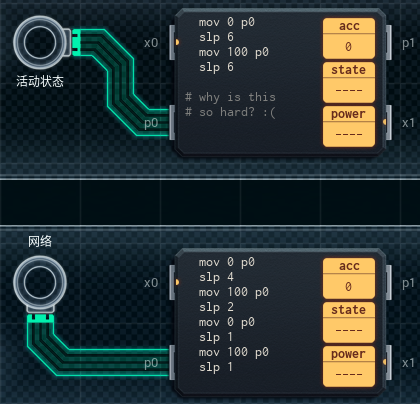 mov 0 p0
slp 6
mov 100 p0
slp 6
# why is this
# so hard? :(
acc
0
state
----
power
----
x0
p0
p1
x1
活动状态
网络
mov 0 p0
slp 4
mov 100 p0
slp 2
mov 0 p0
slp 1
mov 100 p0
slp 1
acc
0
state
----
power
----
x0
p0
p1
x1